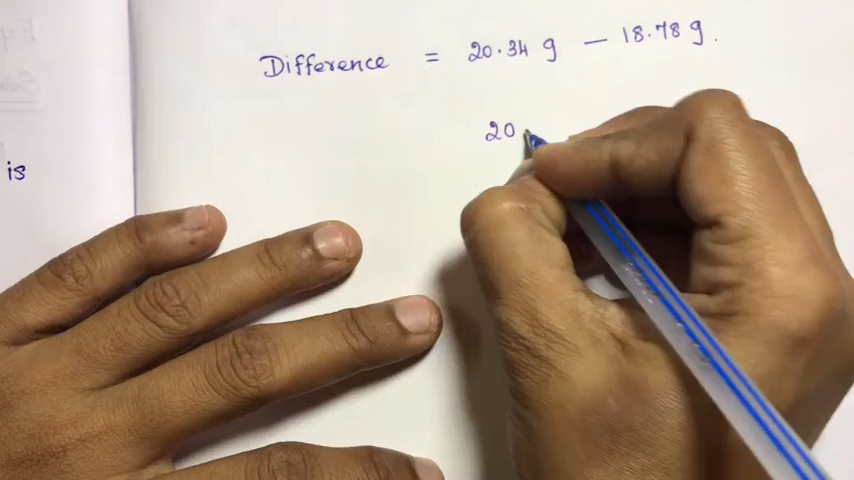 Difference = 20.34 g — 18.78 g.
20
is